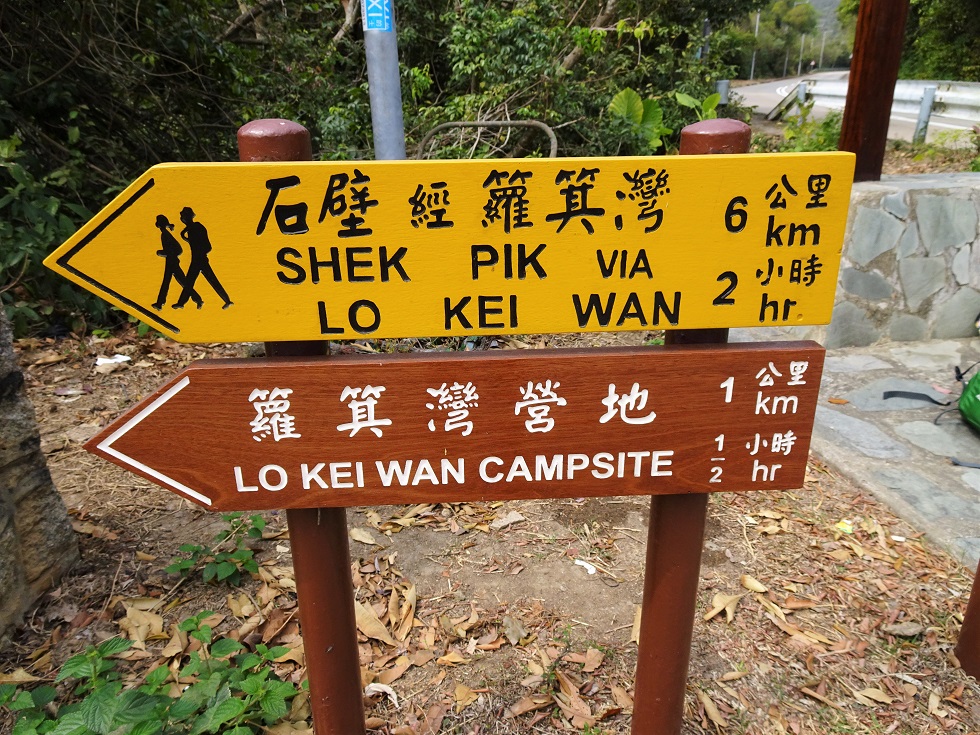 石壁 經 籮箕灣 6 公里
SHEK PIK VIA km
LO KEI WAN 2 小時
hr
籮箕灣營地 1 公里
km
LO KEI WAN CAMPSITE 1/2 小時
hr